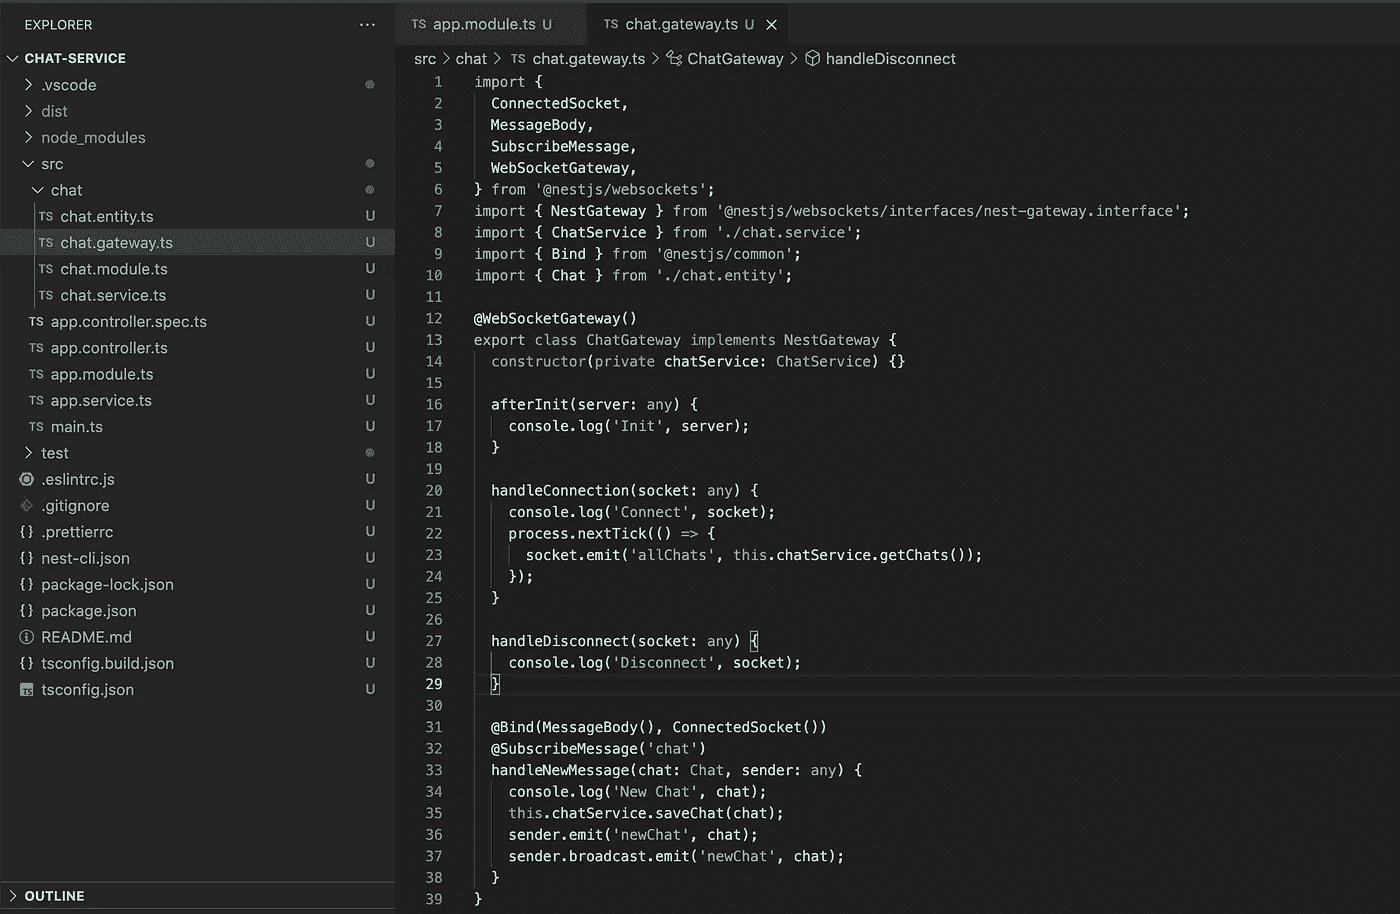 EXPLORER
CHAT-SERVICE
.vscode
dist
node_modules
src
chat
TS chat.entity.ts U
TS chat.gateway.ts U
TS chat.module.ts U
TS chat.service.ts U
TS app.controller.spec.ts U
TS app.controller.ts U
TS app.module.ts U
TS app.service.ts U
TS main.ts U
test
.eslintrc.js U
.gitignore U
{} .prettierrc U
{} nest-cli.json U
{} package-lock.json U
{} package.json U
README.md U
{} tsconfig.build.json U
TS tsconfig.json U
OUTLINE
TS app.module.ts U TS chat.gateway.ts U
src > chat > TS chat.gateway.ts > ChatGateway > handleDisconnect
1 import {
2   ConnectedSocket,
3   MessageBody,
4   SubscribeMessage,
5   WebSocketGateway,
6 } from '@nestjs/websockets';
7 import { NestGateway } from '@nestjs/websockets/interfaces/nest-gateway.interface';
8 import { ChatService } from './chat.service';
9 import { Bind } from '@nestjs/common';
10 import { Chat } from './chat.entity';
11
12 @WebSocketGateway()
13 export class ChatGateway implements NestGateway {
14   constructor(private chatService: ChatService) {}
15
16   afterInit(server: any) {
17     console.log('Init', server);
18   }
19
20   handleConnection(socket: any) {
21     console.log('Connect', socket);
22     process.nextTick(() => {
23       socket.emit('allChats', this.chatService.getChats());
24     });
25   }
26
27   handleDisconnect(socket: any) {
28     console.log('Disconnect', socket);
29   }
30
31   @Bind(MessageBody(), ConnectedSocket())
32   @SubscribeMessage('chat')
33   handleNewMessage(chat: Chat, sender: any) {
34     console.log('New Chat', chat);
35     this.chatService.saveChat(chat);
36     sender.emit('newChat', chat);
37     sender.broadcast.emit('newChat', chat);
38   }
39 }